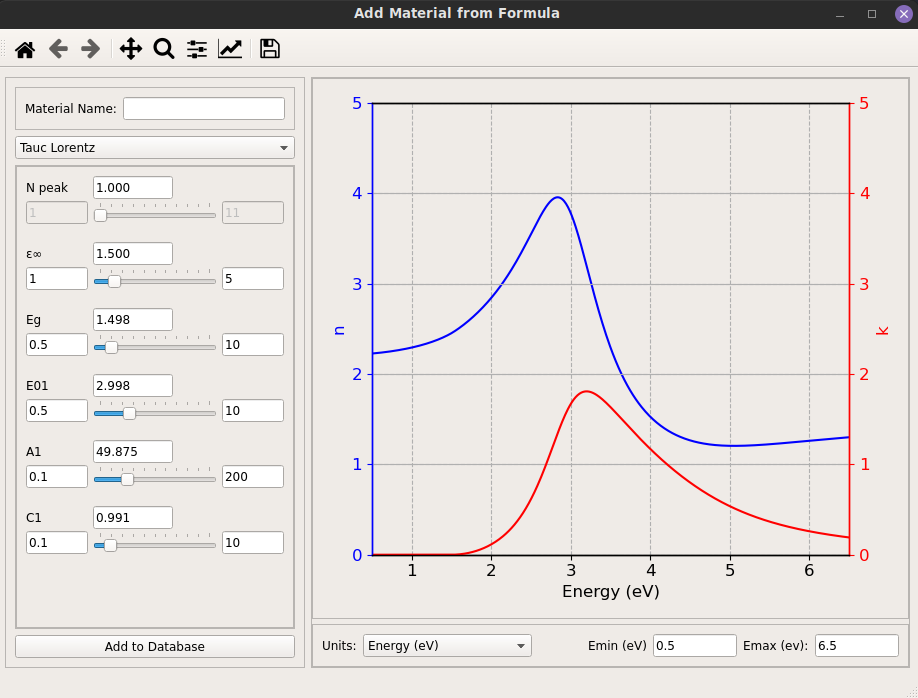 Add Material from Formula
Material Name:
Tauc Lorentz
N peak 1.000
1 11
ε∞ 1.500
1 5
Eg 1.498
0.5 10
E01 2.998
0.5 10
A1 49.875
0.1 200
C1 0.991
0.1 10
Add to Database
5 5
4 4
3 3
n k
2 2
1 1
0 0
1 2 3 4 5 6
Energy (eV)
Units: Energy (eV) Emin (eV) 0.5 Emax (ev): 6.5